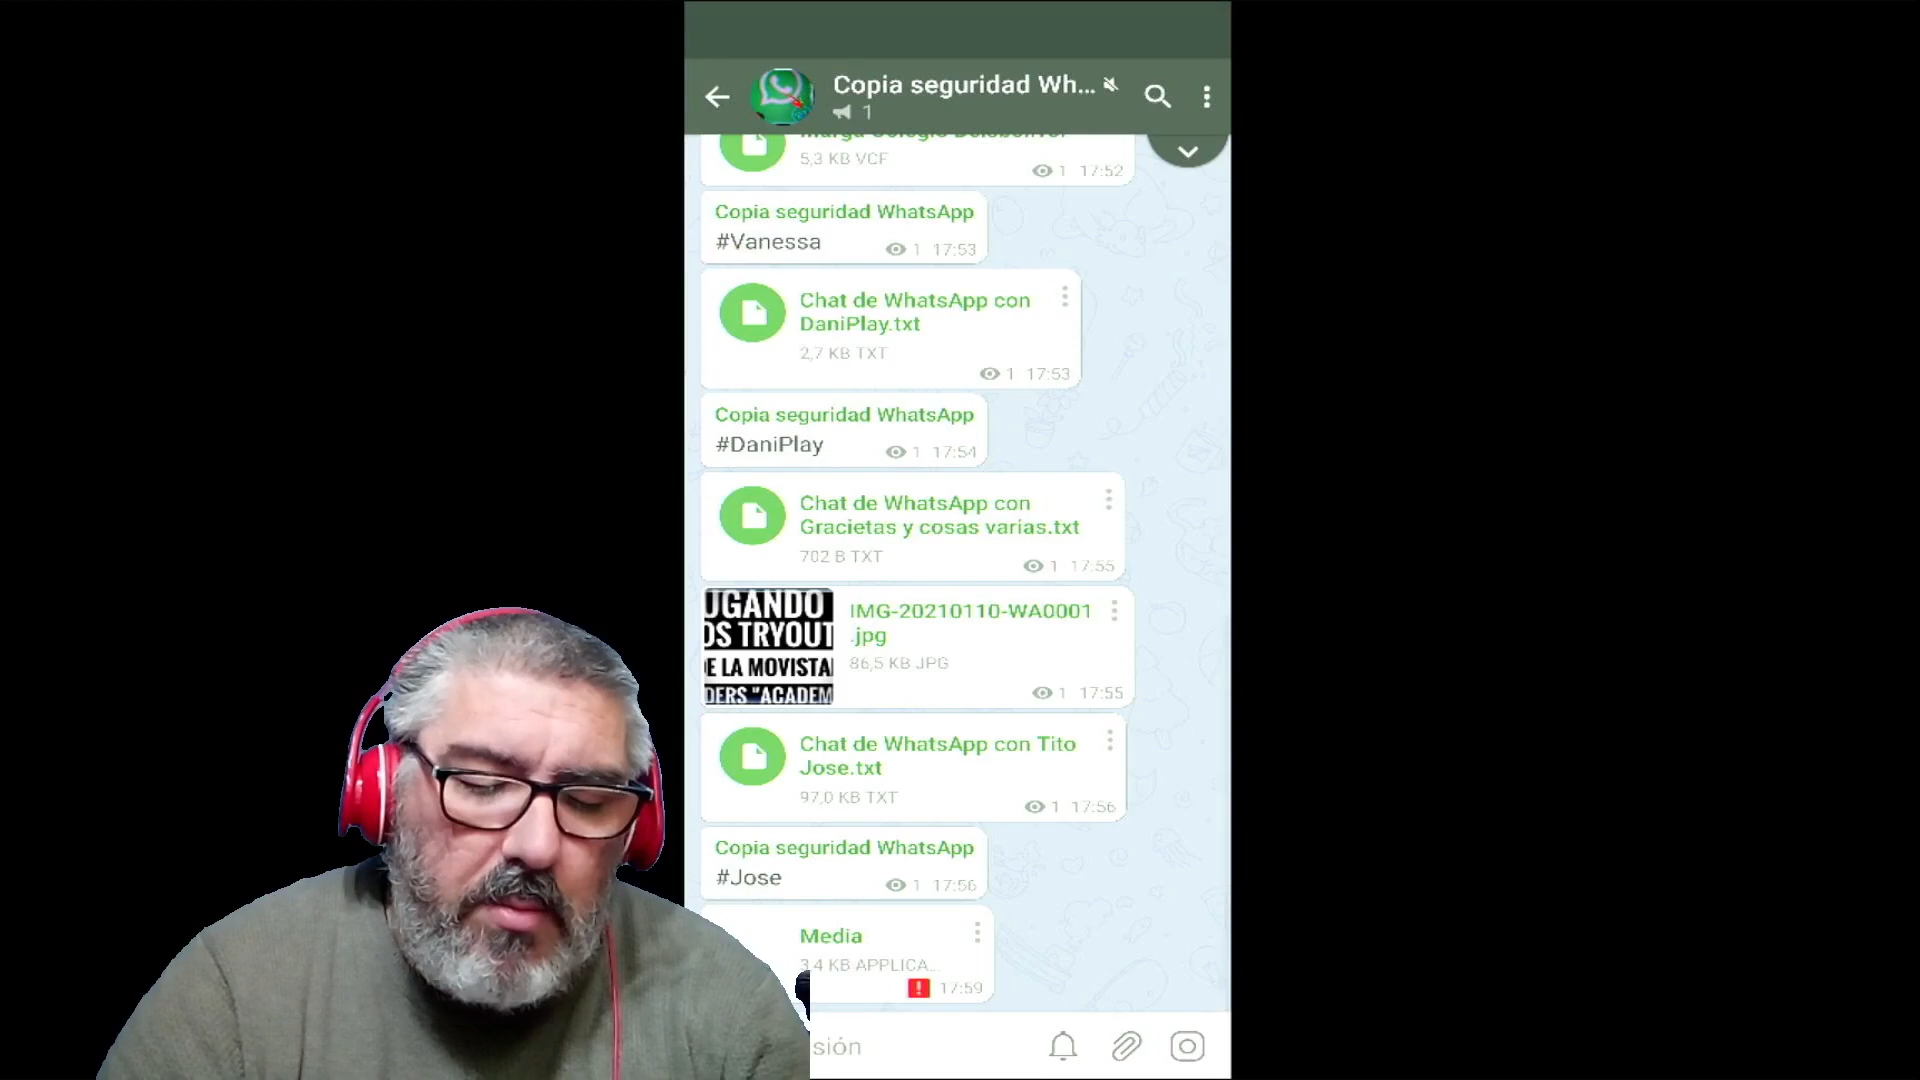 Copia seguridad Wh...
1
5,3 KB VCF
1 17:52
Copia seguridad WhatsApp
#Vanessa
1 17:53
Chat de WhatsApp con
DaniPlay.txt
2,7 KB TXT
1 17:53
Copia seguridad WhatsApp
#DaniPlay
1 17:54
Chat de WhatsApp con
Gracietas y cosas varias.txt
702 B TXT
1 17:55
UGANDO
OS TRYOUT
E LA MOVISTA
DERS "ACADEM
IMG-20210110-WA0001
.jpg
86,5 KB JPG
1 17:55
Chat de WhatsApp con Tito
Jose.txt
97,0 KB TXT
1 17:56
Copia seguridad WhatsApp
#Jose
1 17:56
Media
3,4 KB APPLICA...
17:59
sión